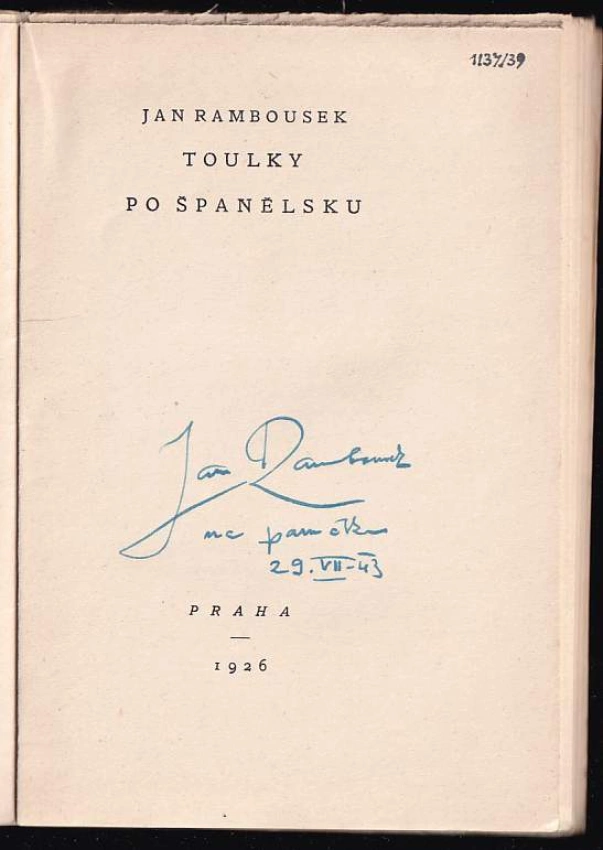 1137/39
JAN RAMBOUSEK
TOULKY
PO ŠPANĚLSKU
Jan Rambousek
na památku
29.VII-43
PRAHA
1926